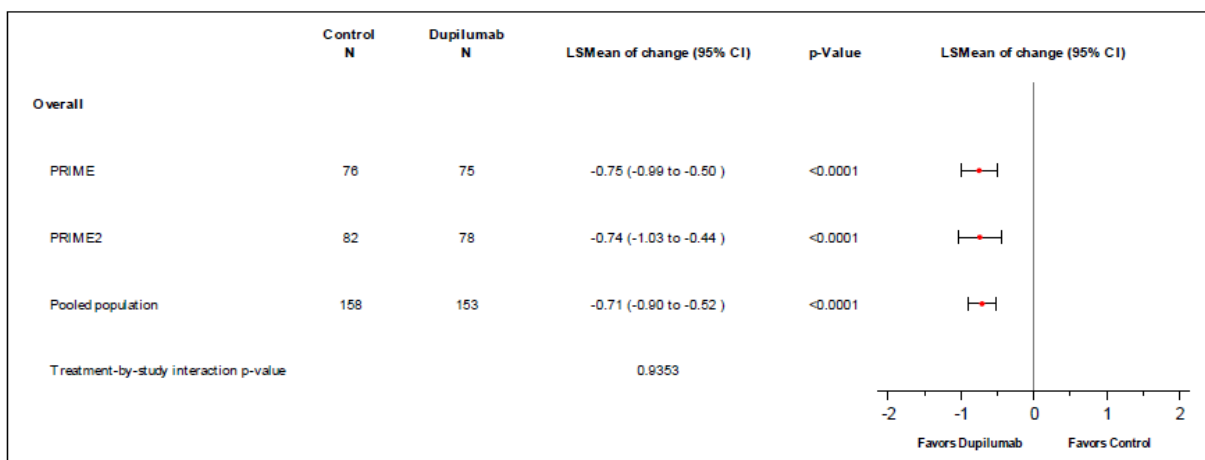 Control Dupilumab
N N LSMean of change (95% CI) p-Value LSMean of change (95% CI)
Overall
PRIME 76 75 -0.75 (-0.99 to -0.50 ) <0.0001
PRIME2 82 78 -0.74 (-1.03 to -0.44 ) <0.0001
Pooled population 158 153 -0.71 (-0.90 to -0.52 ) <0.0001
Treatment-by-study interaction p-value 0.9353
-2 -1 0 1 2
Favors Dupilumab Favors Control